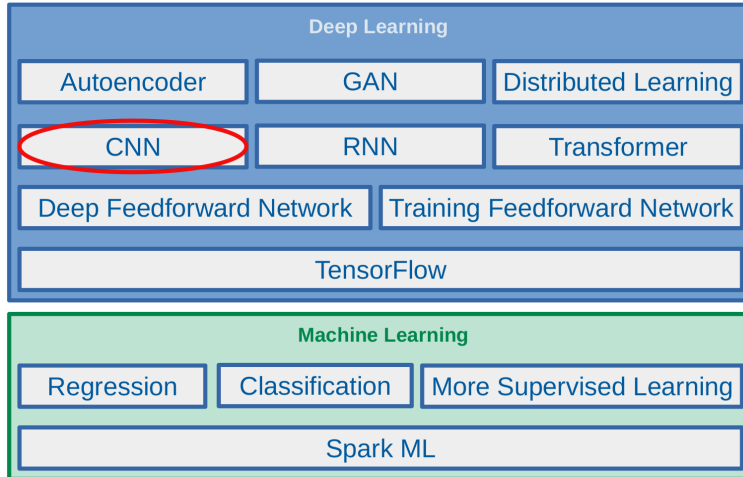 Deep Learning
Autoencoder GAN Distributed Learning
CNN RNN Transformer
Deep Feedforward Network Training Feedforward Network
TensorFlow
Machine Learning
Regression Classification More Supervised Learning
Spark ML